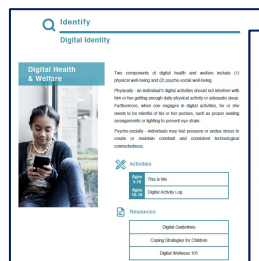 Identify
Digital Identity
Digital Health
& Welfare
Two components of digital health and welfare include (1)
physical well-being and (2) psycho-social well-being.
Physically - an individual's digital activities should not interfere with
him or her getting enough daily physical activity or adequate sleep.
Furthermore, when one engages in digital activities, he or she
needs to be mindful of his or her posture, such as proper seating
arrangements or lighting to prevent eye strain.
Psycho-socially - individuals may feel pressure or undue stress to
create or maintain constant and consistent technological
connectedness.
Activities
Ages
This is Me
Ages
Digital Activity Log
Resources
Digital Guidelines
Coping Strategies for Children
Digital Wellness 101